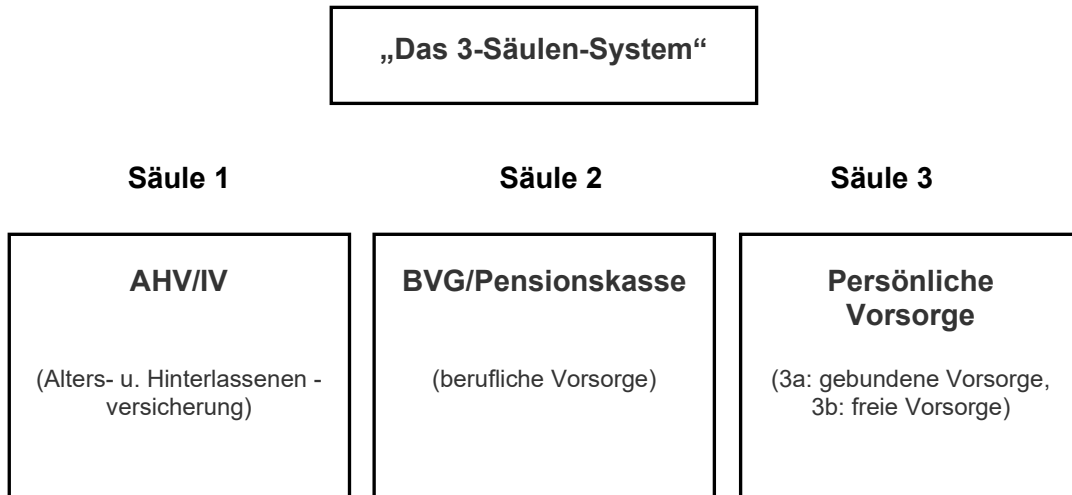 „Das 3-Säulen-System“
Säule 1
Säule 2
Säule 3
AHV/IV
(Alters- u. Hinterlassenen -
versicherung)
BVG/Pensionskasse
(berufliche Vorsorge)
Persönliche
Vorsorge
(3a: gebundene Vorsorge,
3b: freie Vorsorge)